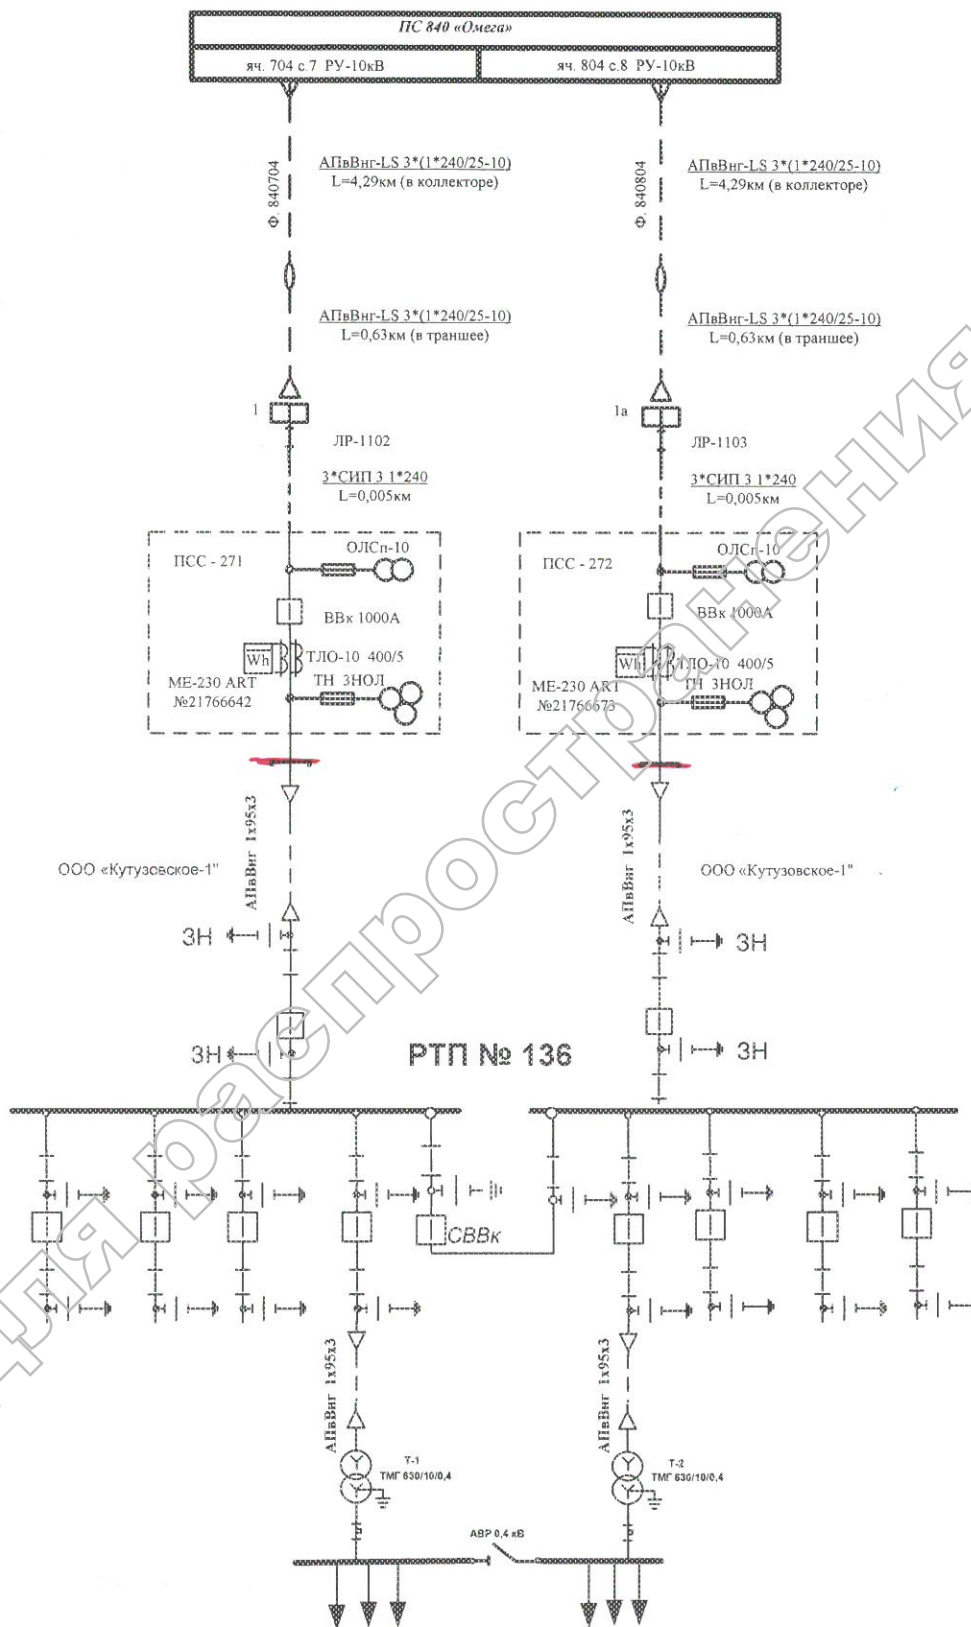 ПС 840 «Омега»
яч. 704 с.7 РУ-10кВ
яч. 804 с.8 РУ-10кВ
Ф. 840704
АПвВнг-LS 3*(1*240/25-10)
L=4,29км (в коллекторе)
Ф. 840804
АПвВнг-LS 3*(1*240/25-10)
L=4,29км (в коллекторе)
АПвВнг-LS 3*(1*240/25-10)
L=0,63км (в траншее)
АПвВнг-LS 3*(1*240/25-10)
L=0,63км (в траншее)
1
ЛР-1102
1а
ЛР-1103
3*СИП 3 1*240
L=0,005км
3*СИП 3 1*240
L=0,005км
ПСС - 271
ОЛСп-10
ВВк 1000А
Wh
ТЛО-10 400/5
МЕ-230 ART
№21766642
ТН ЗНОЛ
ПСС - 272
ОЛСп-10
ВВк 1000А
Wh
ТЛО-10 400/5
МЕ-230 ART
№21766673
ТН ЗНОЛ
ООО «Кутузовское-1"
АПвВнг 1х95х3
АПвВнг 1х95х3
ООО «Кутузовское-1"
ЗН
ЗН
ЗН
РТП № 136
ЗН
СВВк
АПвВнг 1х95х3
АПвВнг 1х95х3
Т-1
ТМГ 630/10/0,4
Т-2
ТМГ 630/10/0,4
АВР 0,4 кВ
для распространения